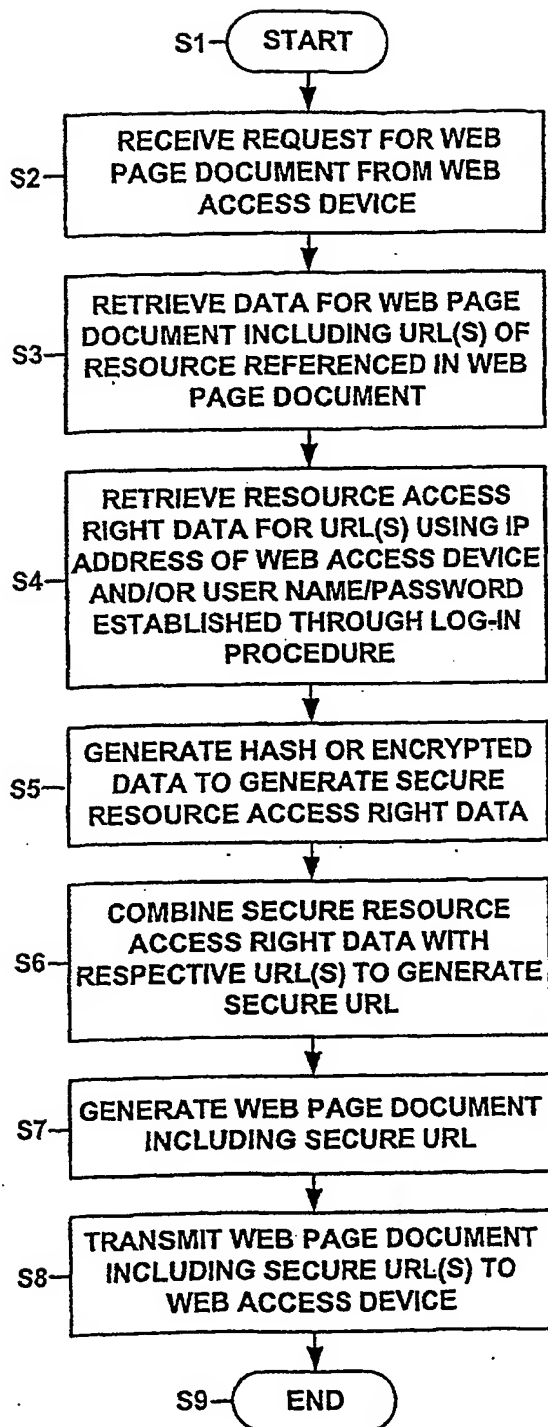 S1
START
S2
RECEIVE REQUEST FOR WEB
PAGE DOCUMENT FROM WEB
ACCESS DEVICE
S3
RETRIEVE DATA FOR WEB PAGE
DOCUMENT INCLUDING URL(S) OF
RESOURCE REFERENCED IN WEB
PAGE DOCUMENT
S4
RETRIEVE RESOURCE ACCESS
RIGHT DATA FOR URL(S) USING IP
ADDRESS OF WEB ACCESS DEVICE
AND/OR USER NAME/PASSWORD
ESTABLISHED THROUGH LOG-IN
PROCEDURE
S5
GENERATE HASH OR ENCRYPTED
DATA TO GENERATE SECURE
RESOURCE ACCESS RIGHT DATA
S6
COMBINE SECURE RESOURCE
ACCESS RIGHT DATA WITH
RESPECTIVE URL(S) TO GENERATE
SECURE URL
S7
GENERATE WEB PAGE DOCUMENT
INCLUDING SECURE URL
S8
TRANSMIT WEB PAGE DOCUMENT
INCLUDING SECURE URL(S) TO
WEB ACCESS DEVICE
S9
END